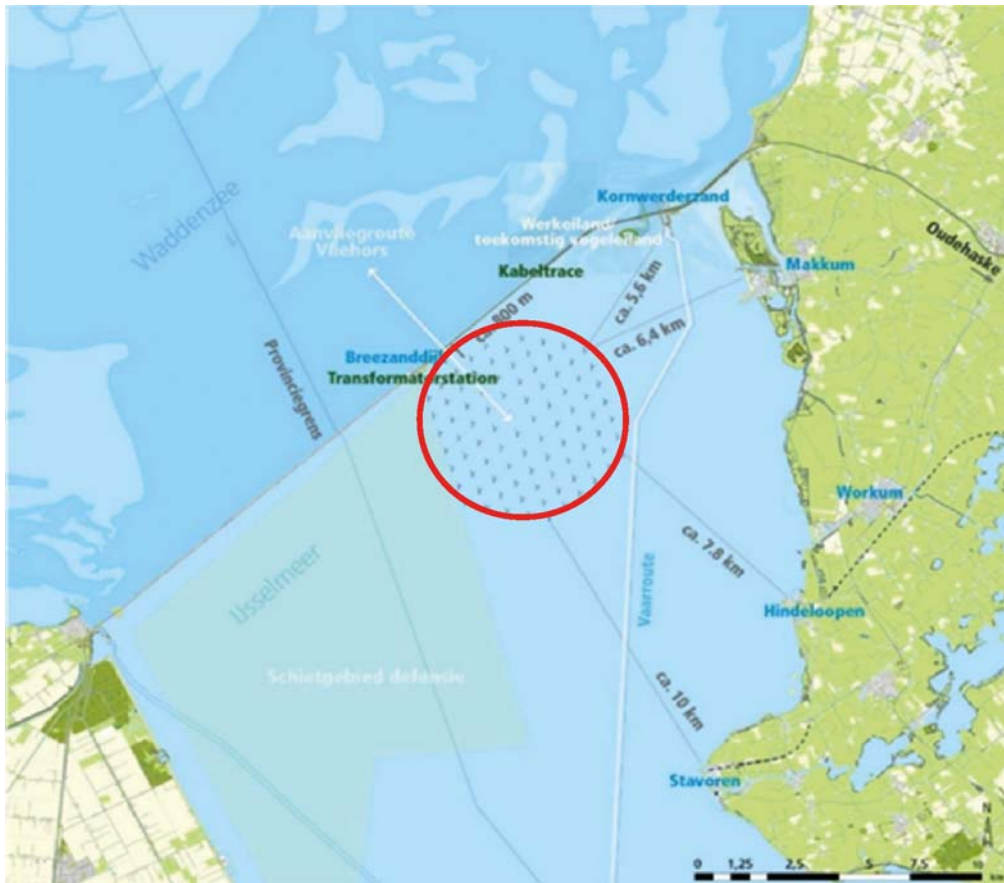 Kornwerderzand
Waddenzee
Werkeiland/
toekomstig vogeleiland
Aanvliegroute
Vliehors
Oudehaske
Makkum
Kabeltrace
ca. 5,6 km
ca. 800 m
ca. 6,4 km
Provinciegrens
Breezanddijk
Transformatorstation
Workum
ca. 7.8 km
IJsselmeer
Vaarroute
Hindeloopen
Schietgebied defensie
ca. 10 km
Stavoren
N
0 1,25 2,5 5 7,5 10
km